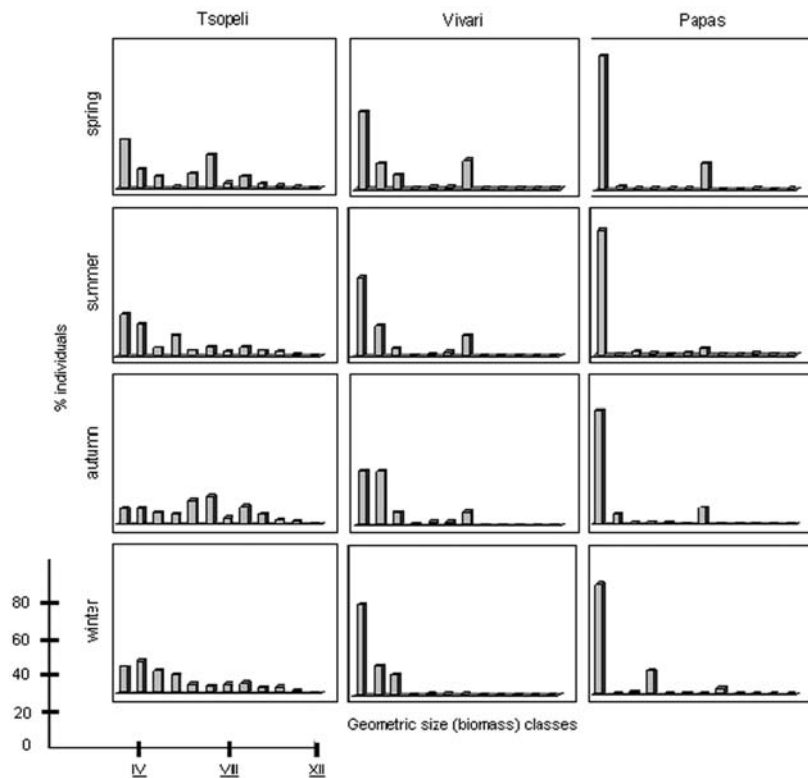 Tsopeli Vivari Papas
spring
summer
% individuals
autumn
winter
80
60
40
20
0
Geometric size (biomass) classes
IV VIII XII